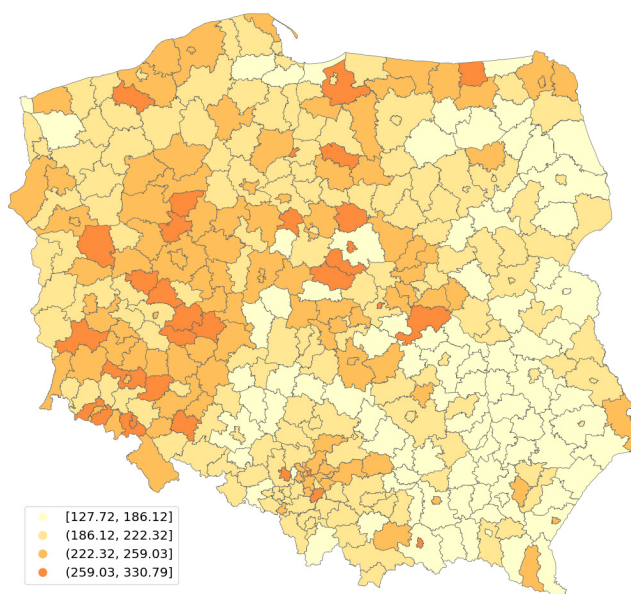 [127.72, 186.12]
(186.12, 222.32]
(222.32, 259.03]
(259.03, 330.79]